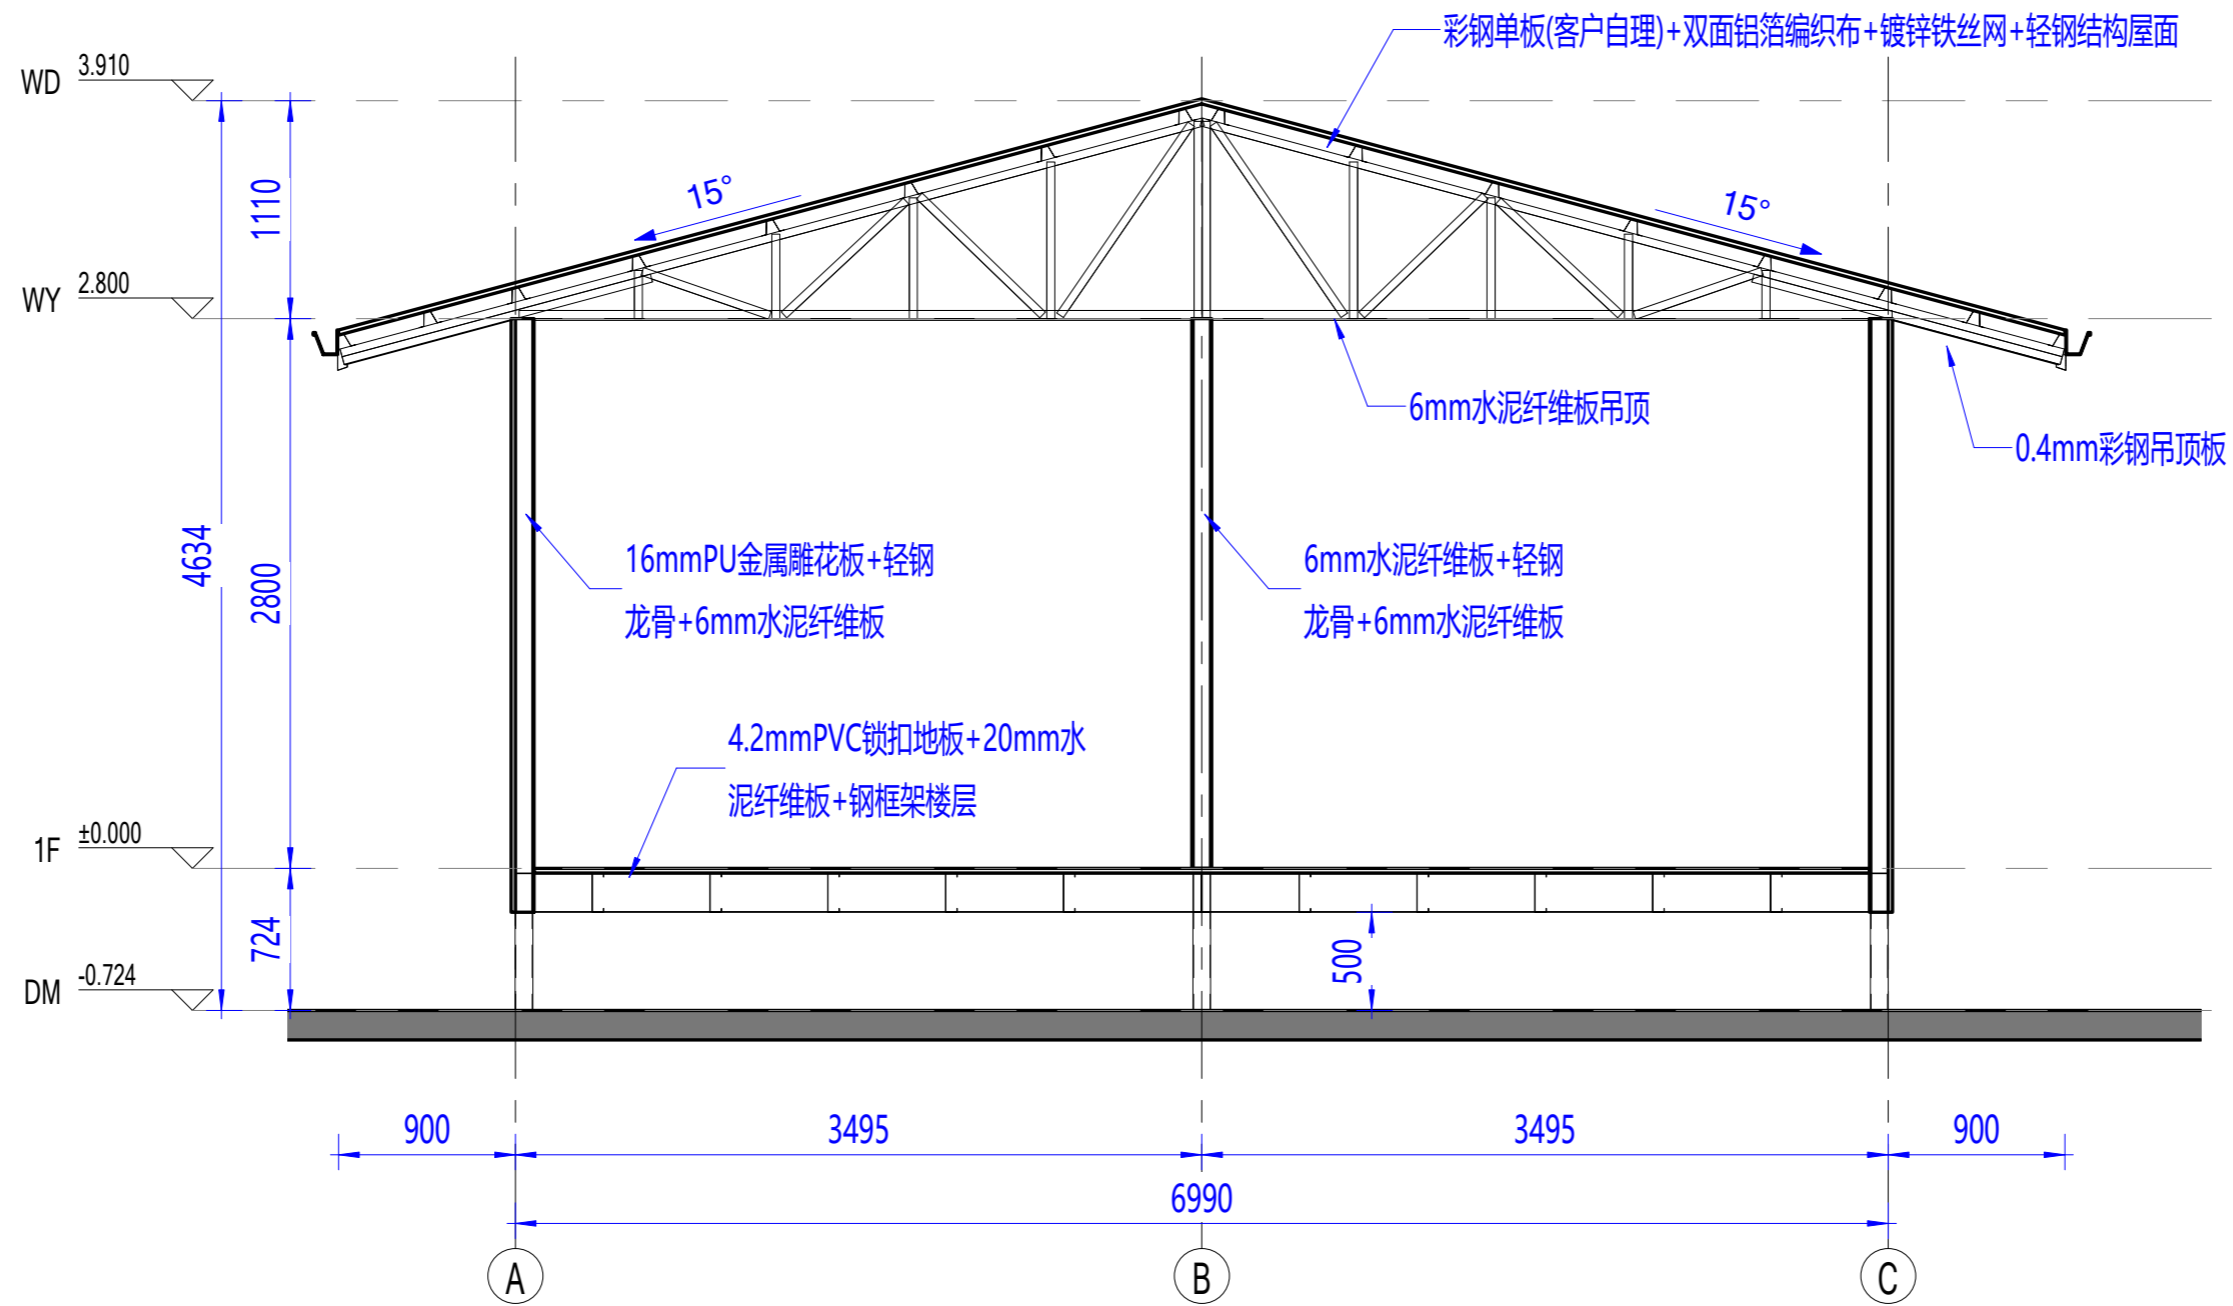 彩钢单板(客户自理)+双面铝箔编织布+镀锌铁丝网+轻钢结构屋面
WD 3.910
15°
15°
1110
WY 2.800
6mm水泥纤维板吊顶
0.4mm彩钢吊顶板
4634
2800
16mmPU金属雕花板+轻钢
龙骨+6mm水泥纤维板
6mm水泥纤维板+轻钢
龙骨+6mm水泥纤维板
4.2mmPVC锁扣地板+20mm水
泥纤维板+钢框架楼层
1F ±0.000
724
500
DM -0.724
900 3495 3495 900
6990
A B C